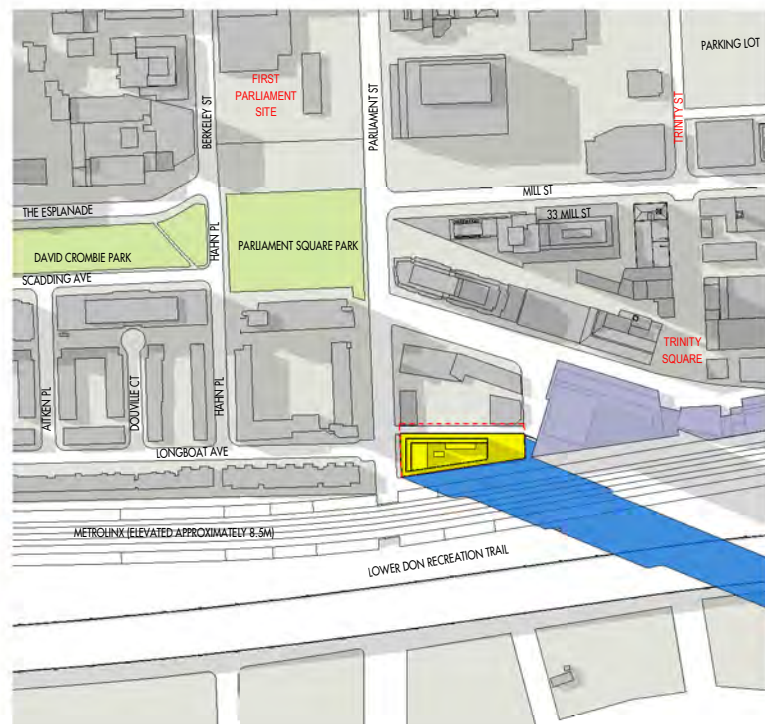 PARKING LOT
FIRST
PARLIAMENT
SITE
BERKELEY ST
PARLIAMENT ST
TRINITY ST
MILL ST
THE ESPLANADE
33 MILL ST
HAHN PL
PARLIAMENT SQUARE PARK
DAVID CROMBIE PARK
SCADDING AVE
TRINITY
SQUARE
AITKEN PL
DOUVILLE CT
HAHN PL
LONGBOAT AVE
METROLINX (ELEVATED APPROXIMATELY 8.5M)
LOWER DON RECREATION TRAIL